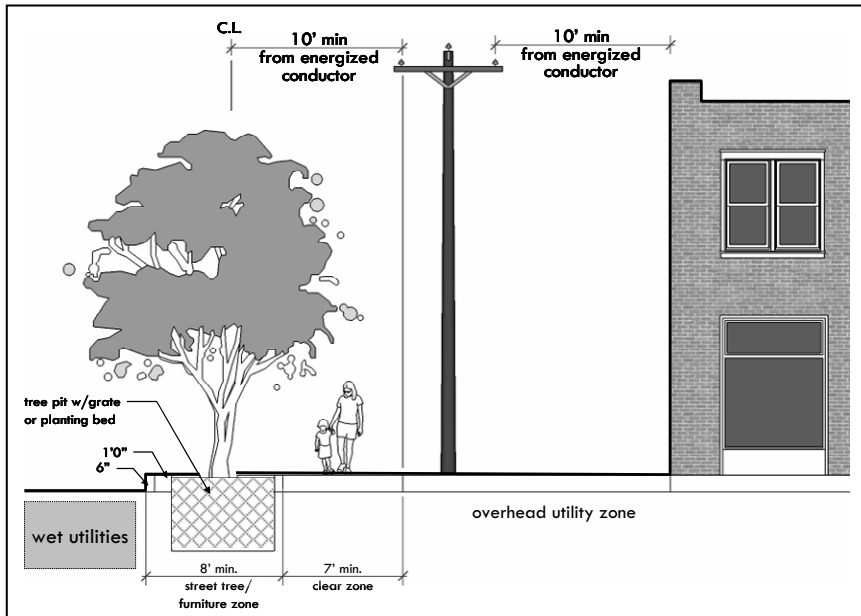 C.L.
10’ min
from energized
conductor
10’ min
from energized
conductor
tree pit w/grate
or planting bed
1’0”
6”
wet utilities
overhead utility zone
8’ min.
street tree/
furniture zone
7’ min.
clear zone